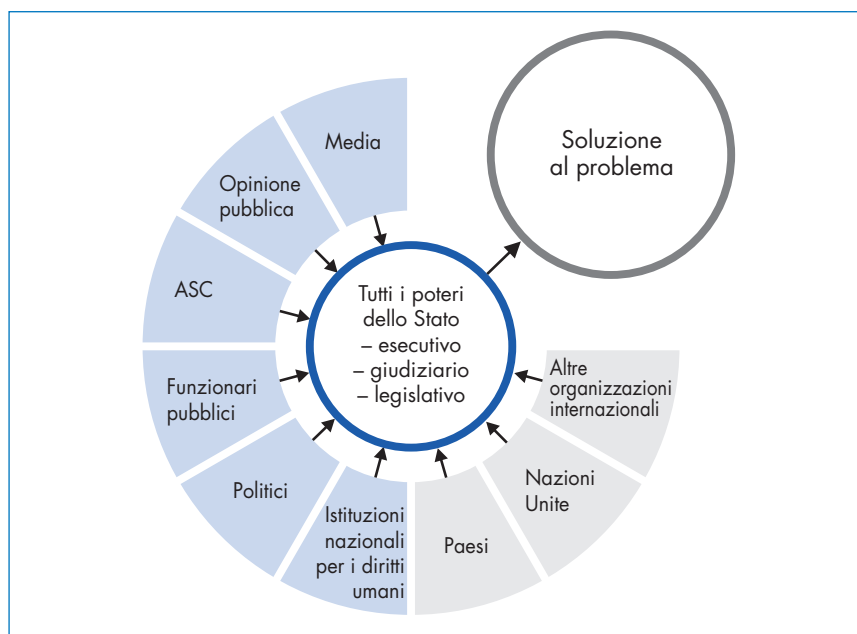 Media
Opinione
pubblica
ASC
Funzionari
pubblici
Politici
Istituzioni
nazionali
per i diritti
umani
Paesi
Nazioni
Unite
Altre
organizzazioni
internazionali
Tutti i poteri
dello Stato
– esecutivo
– giudiziario
– legislativo
Soluzione
al problema